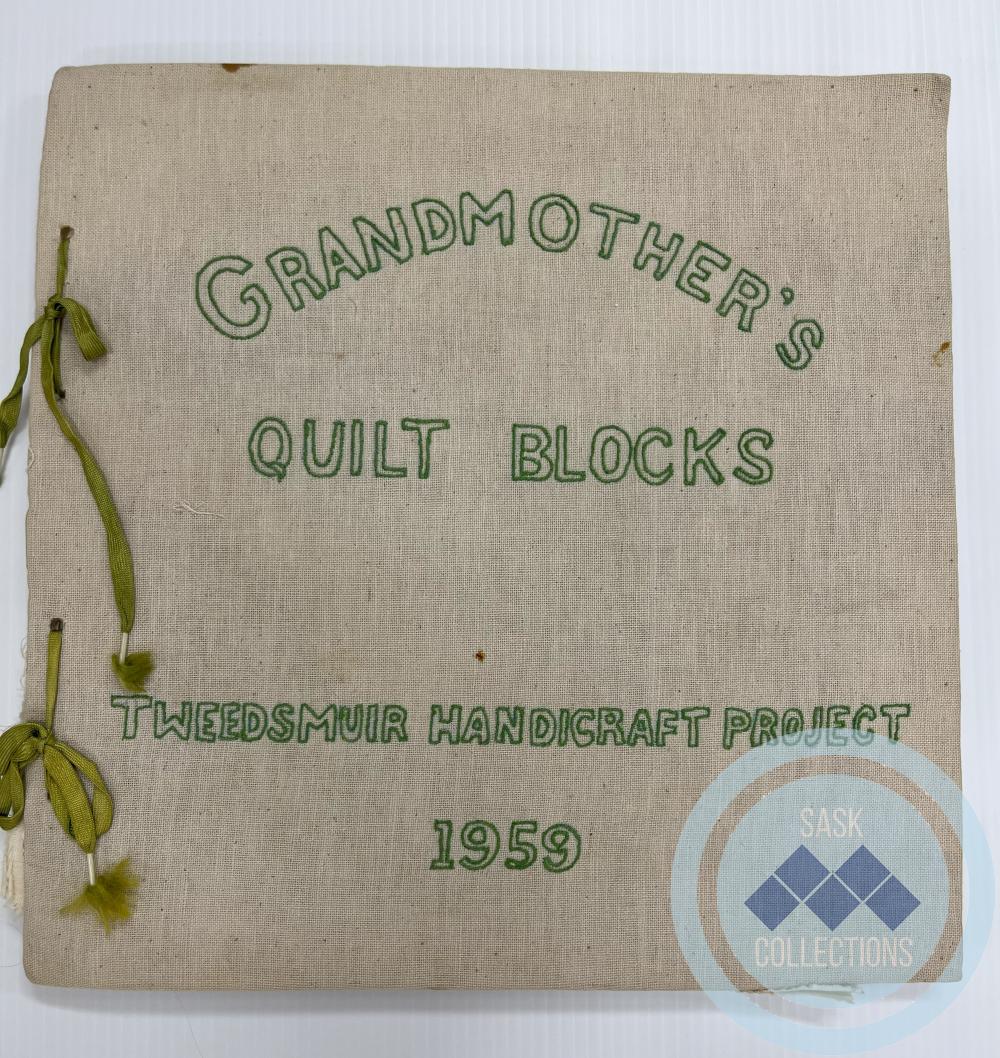 GRANDMOTHER'S
QUILT BLOCKS
TWEEDSMUIR HANDICRAFT PROJECT
1959
SASK
COLLECTIONS